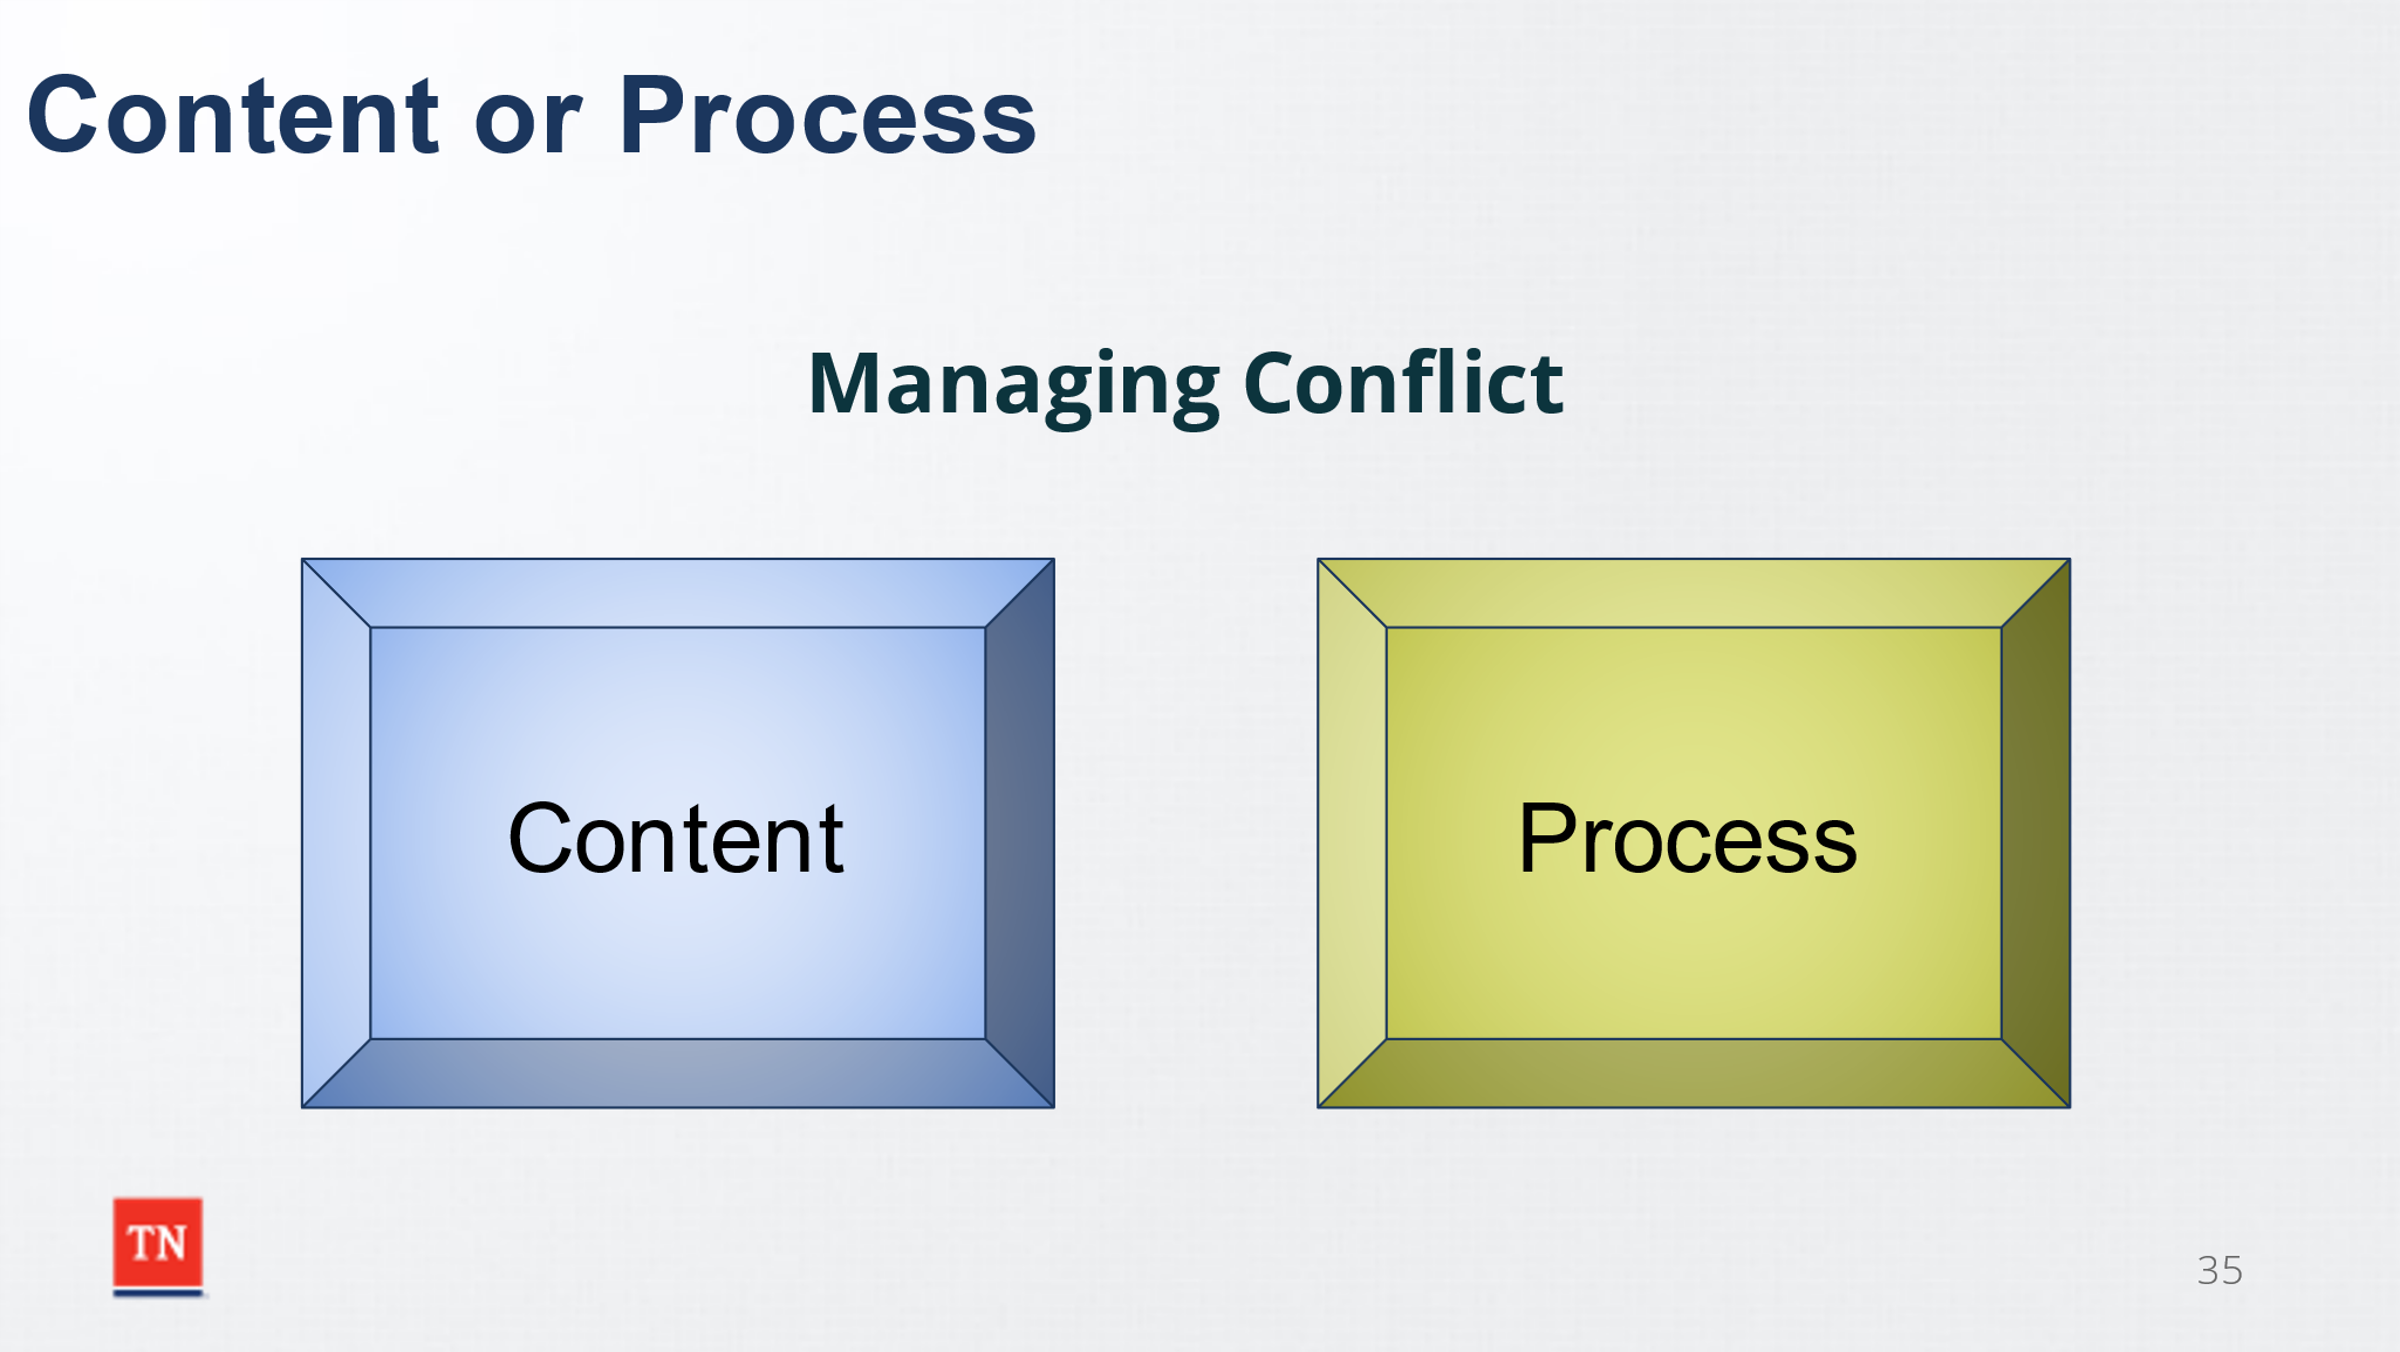 Content or Process
Managing Conflict
Content
Process
TN
35